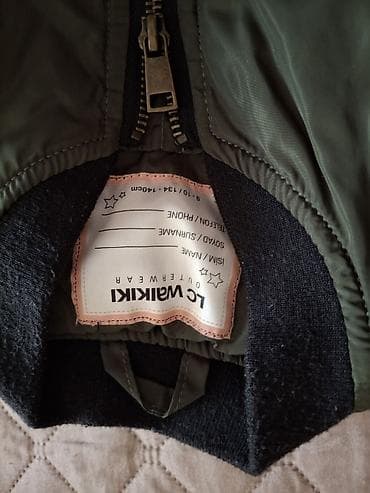 LC WAIKIKI
OUTERWEAR
İSİM / NAME
SOYAD / SURNAME
TELEFON / PHONE
9-10 / 134-140cm